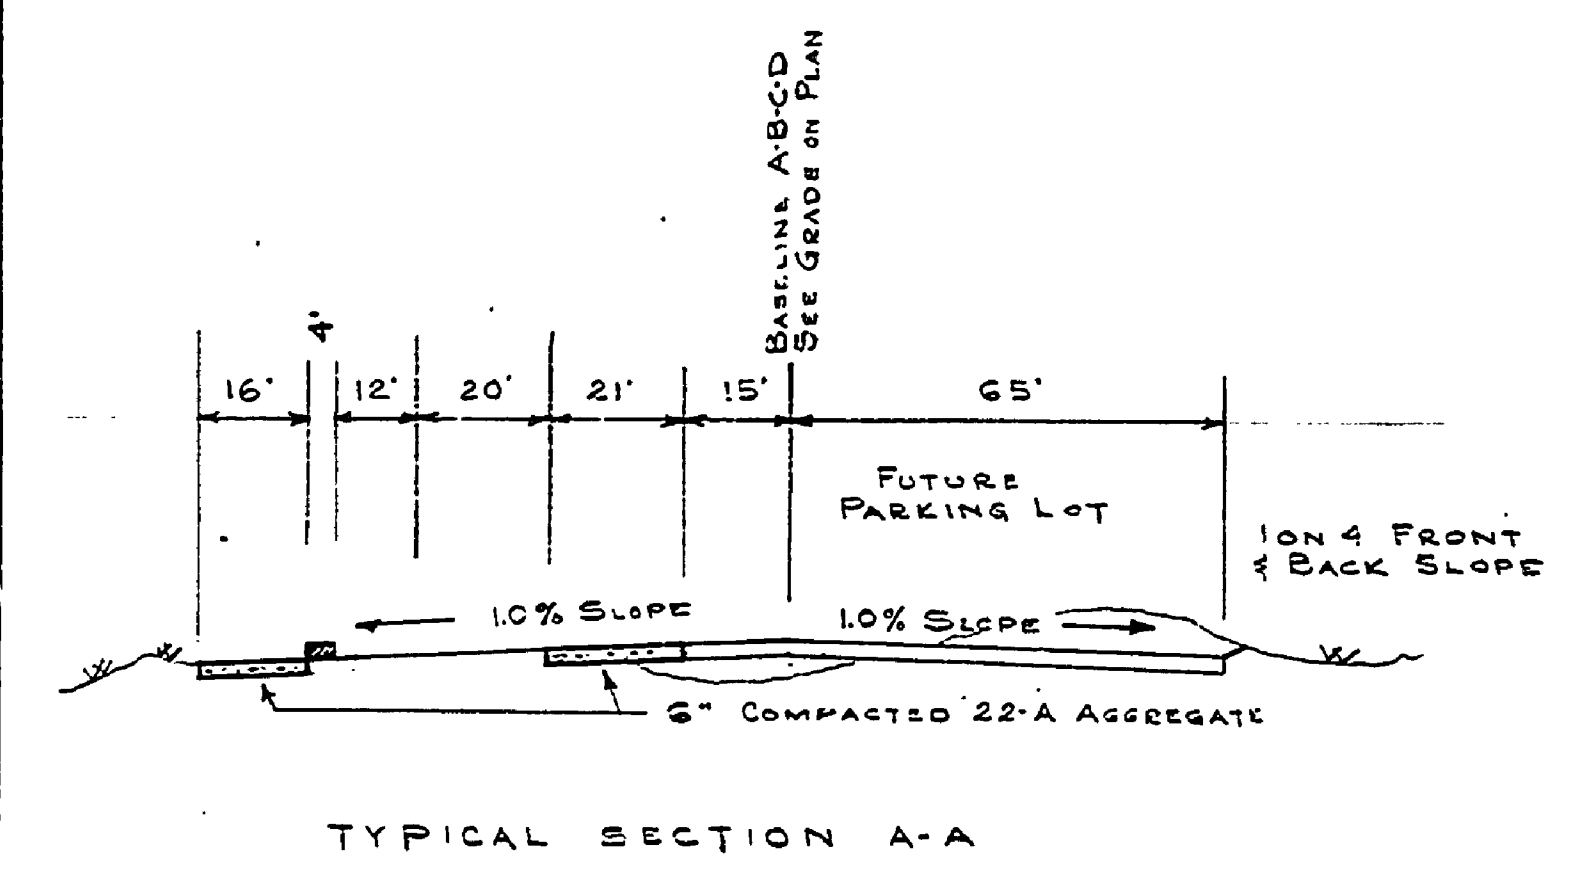 BASELINE A-B-C-D
SEE GRADE ON PLAN
4'
16'
12'
20'
21'
15'
65'
FUTURE
PARKING LOT
1 ON 4 FRONT
& BACK SLOPE
1.0% SLOPE
1.0% SLOPE
6" COMPACTED 22-A AGGREGATE
TYPICAL SECTION A-A